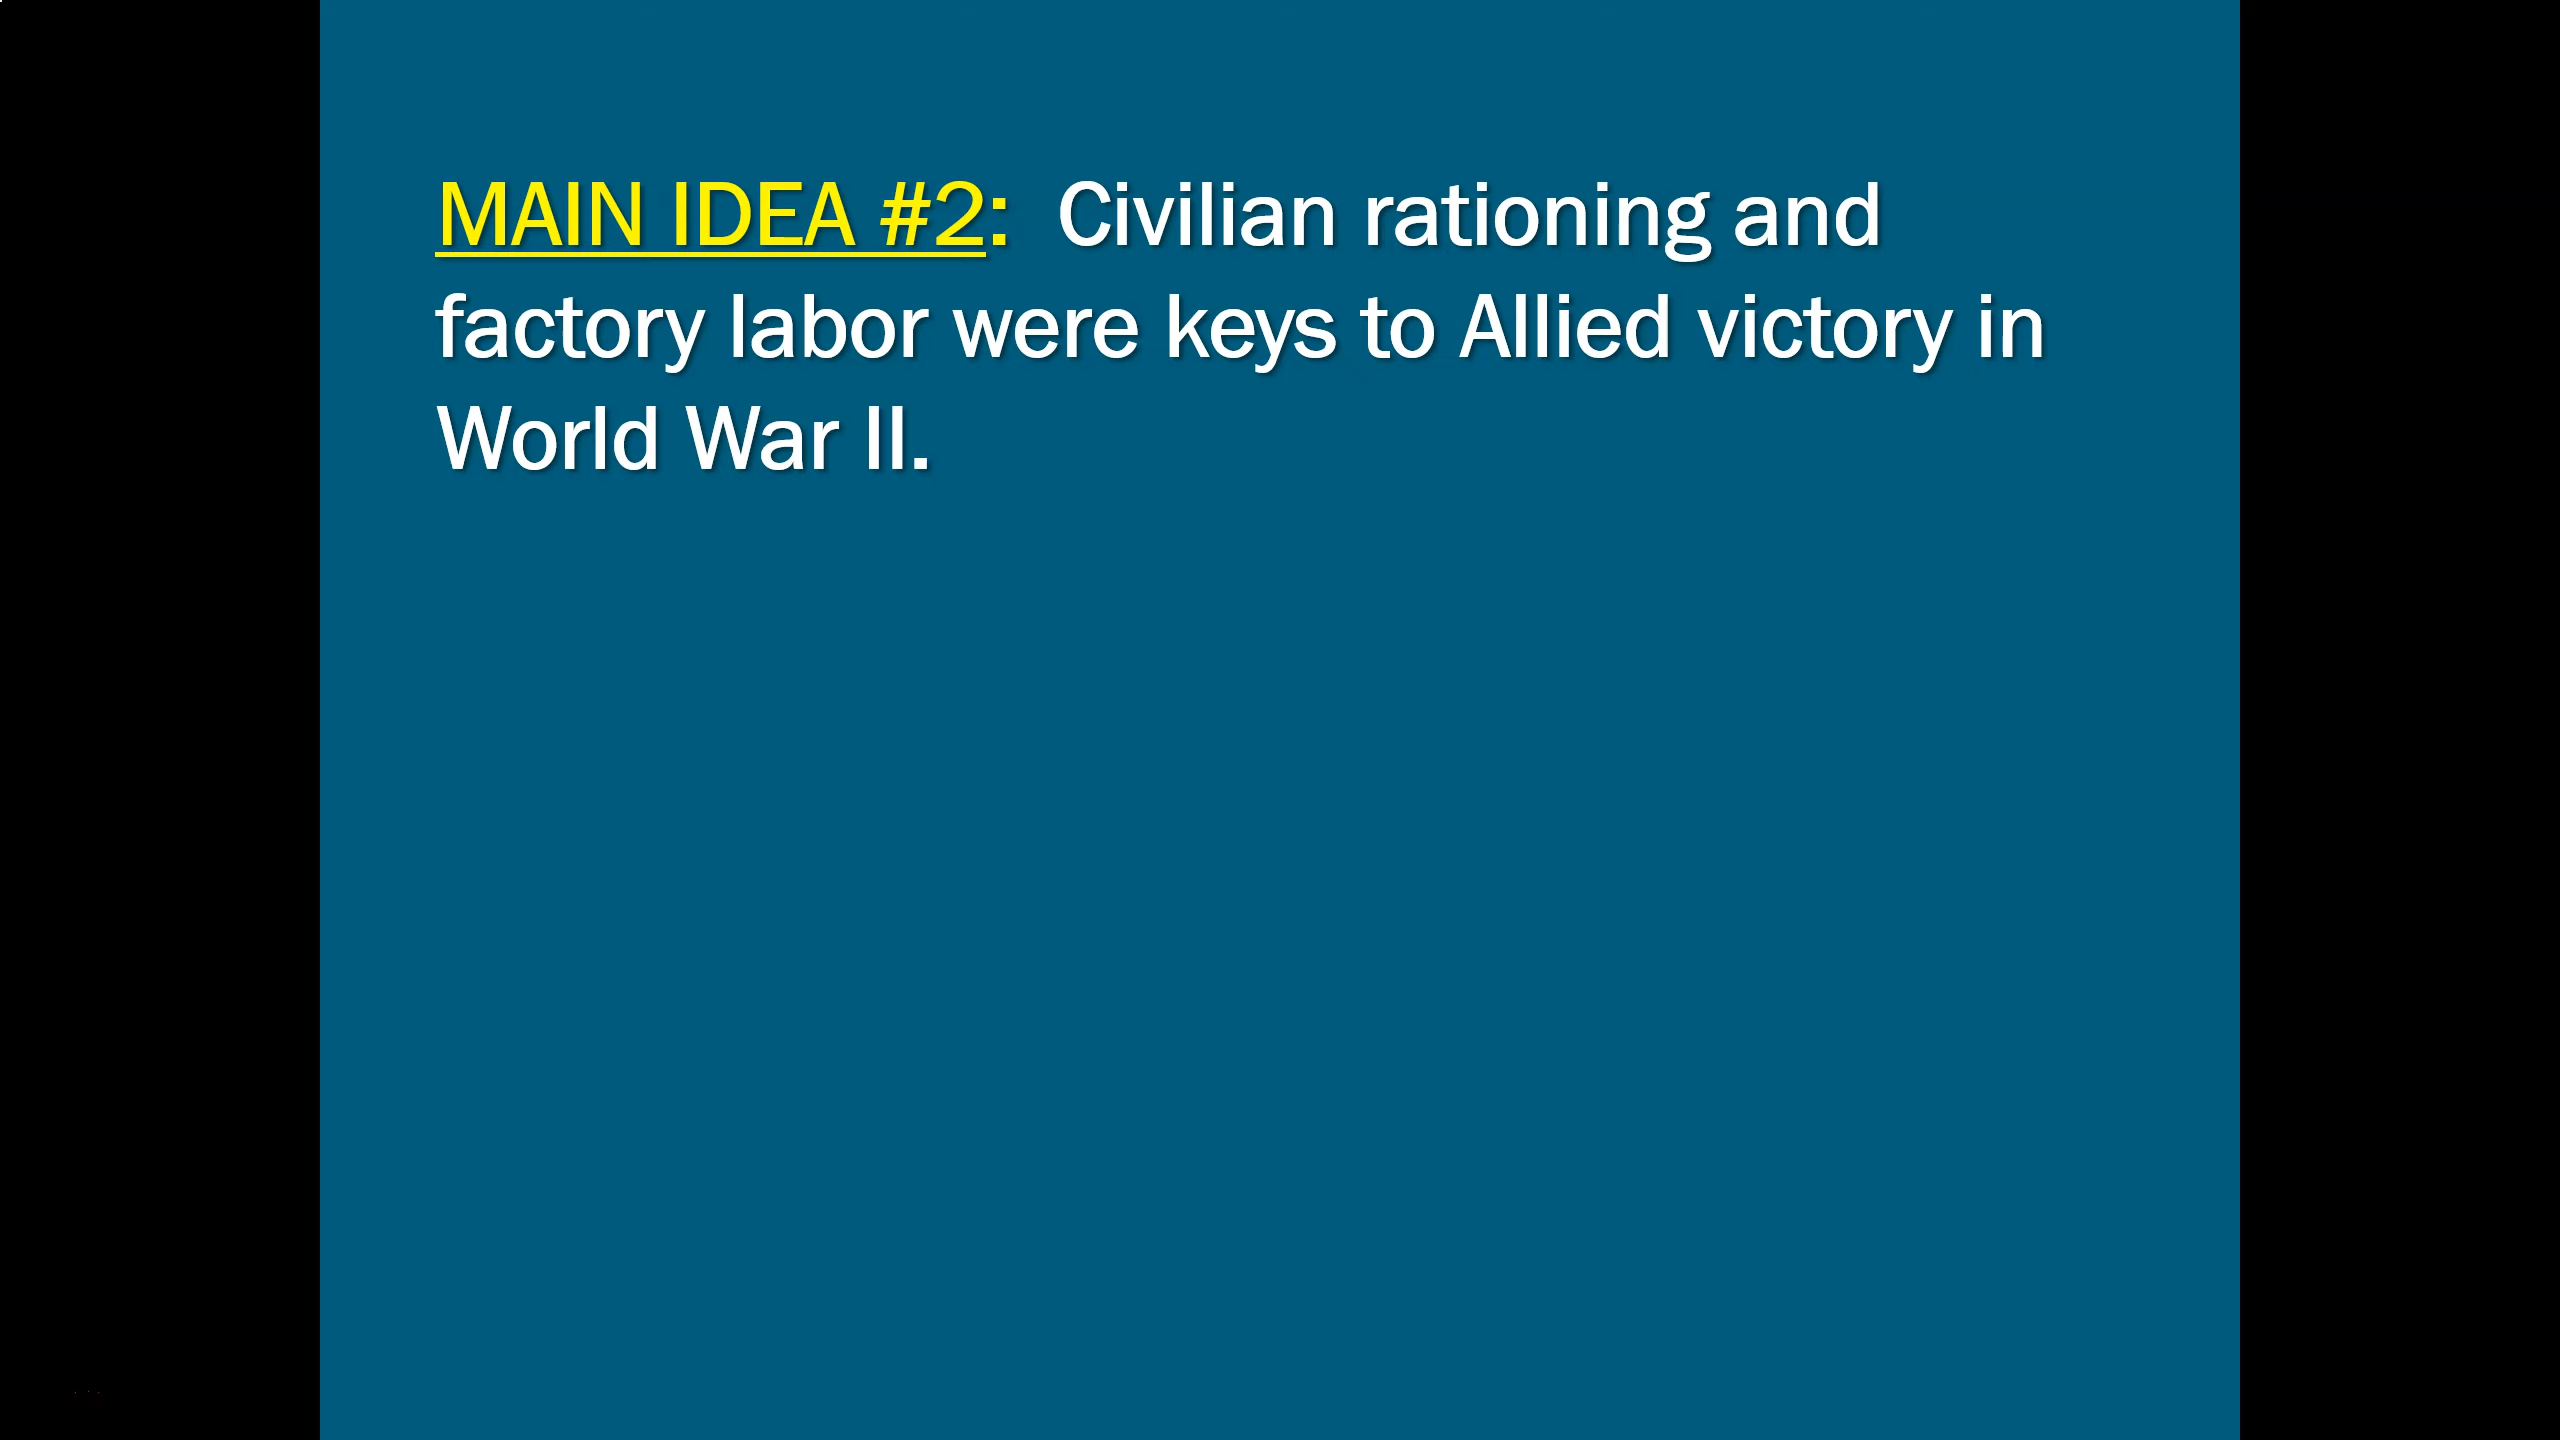 MAIN IDEA #2:  Civilian rationing and
factory labor were keys to Allied victory in
World War II.